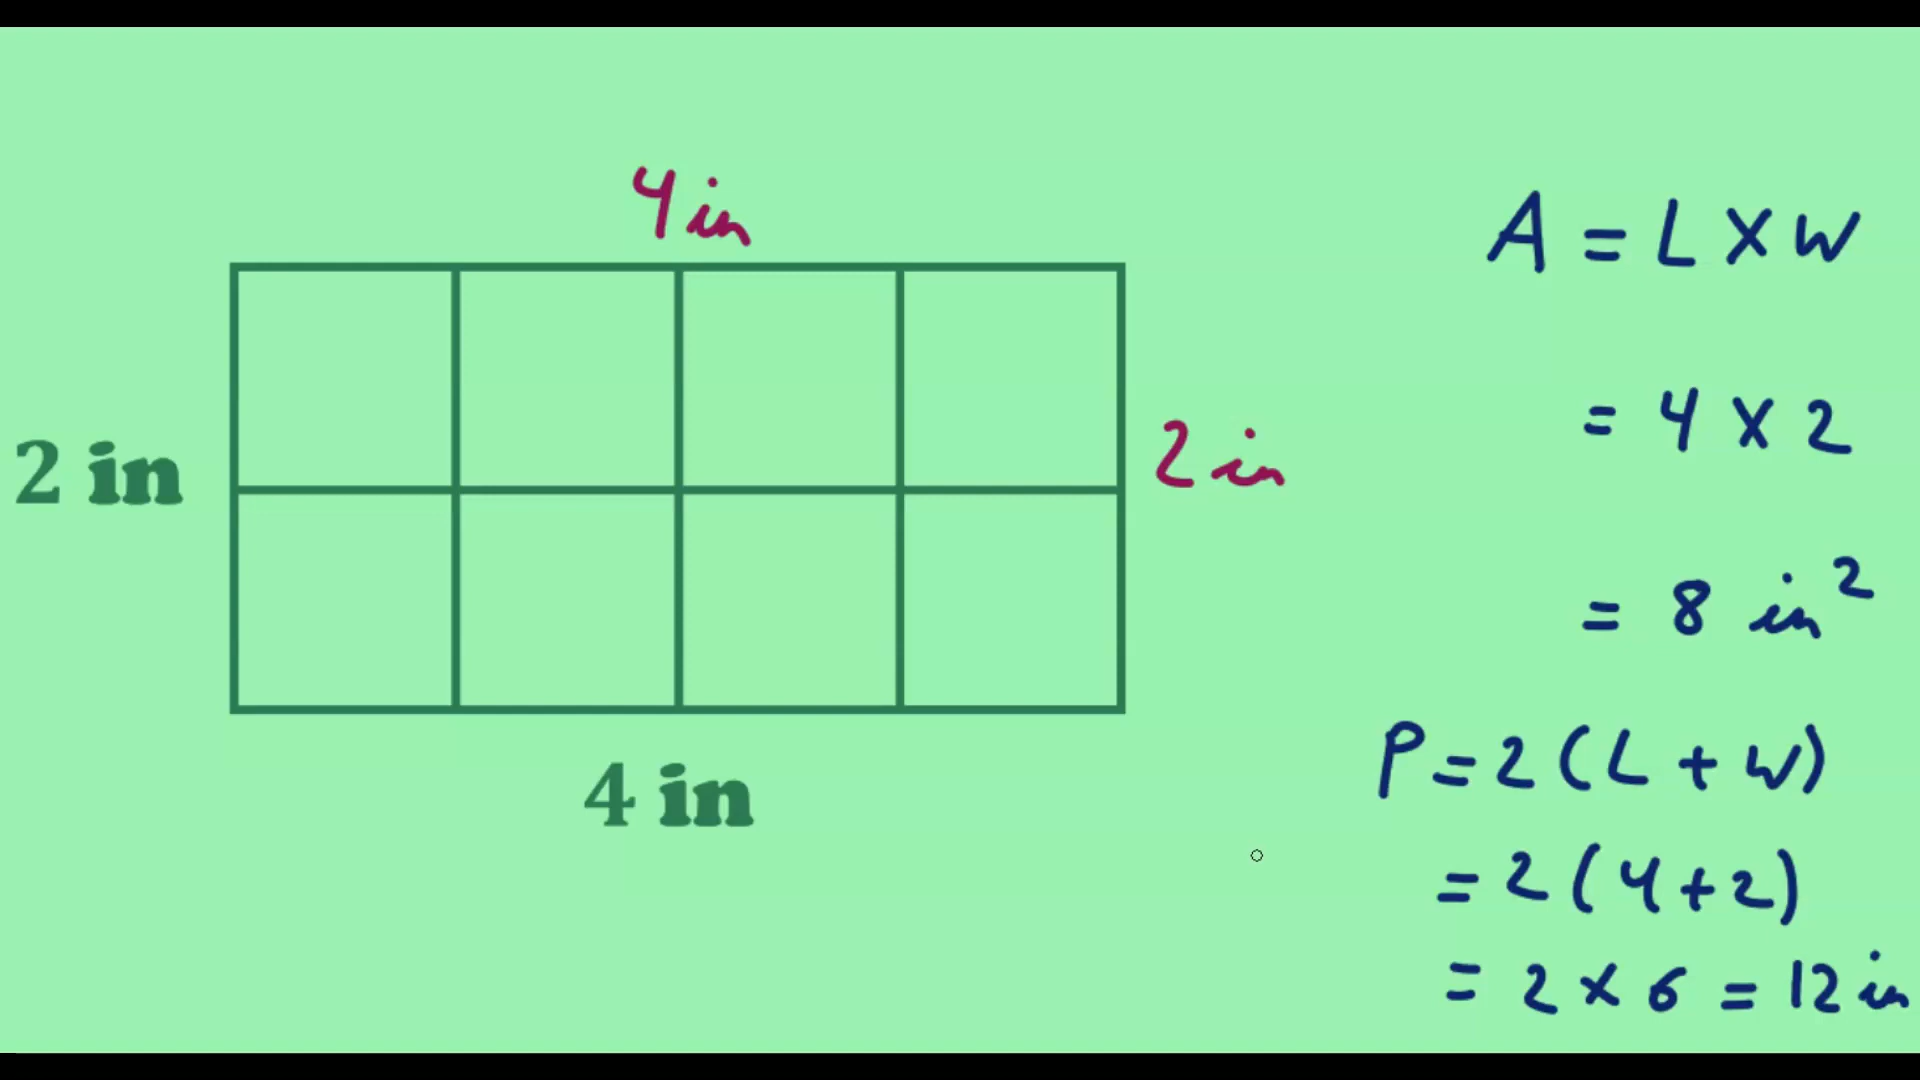 4 in
2 in
2 in
4 in
A = L X W
= 4 X 2
= 8 in²
P = 2 (L + W)
= 2 (4 + 2)
= 2 × 6 = 12 in